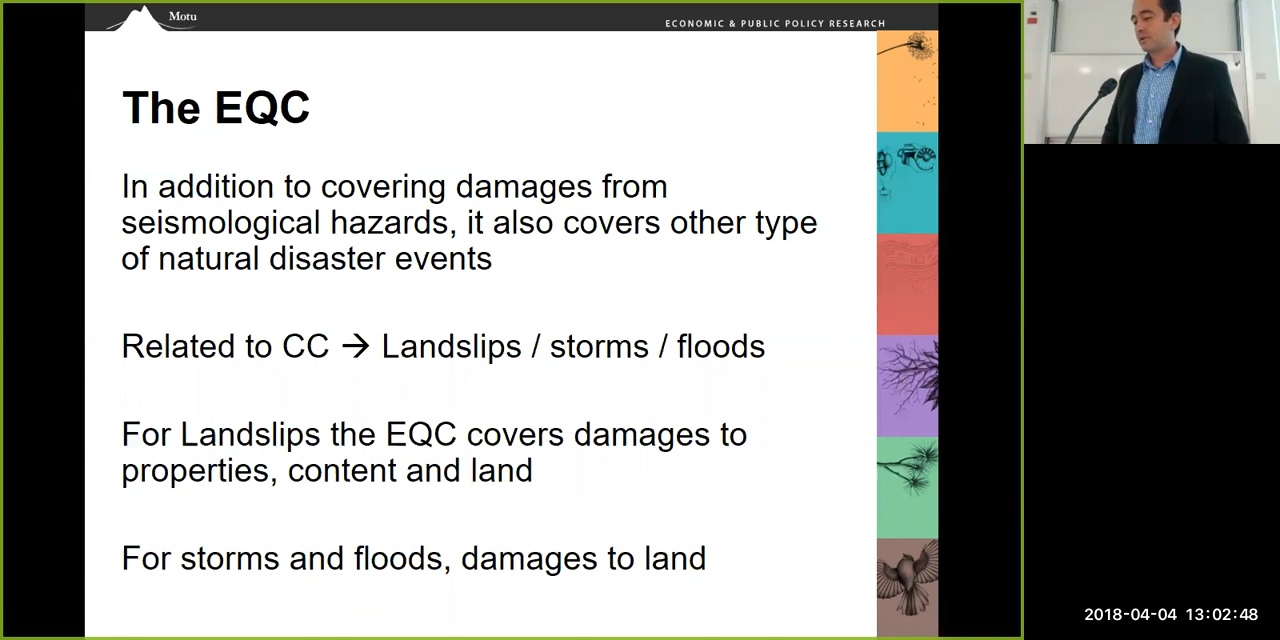 Motu
ECONOMIC & PUBLIC POLICY RESEARCH
The EQC
In addition to covering damages from
seismological hazards, it also covers other type
of natural disaster events
Related to CC → Landslips / storms / floods
For Landslips the EQC covers damages to
properties, content and land
For storms and floods, damages to land
2018-04-04 13:02:48